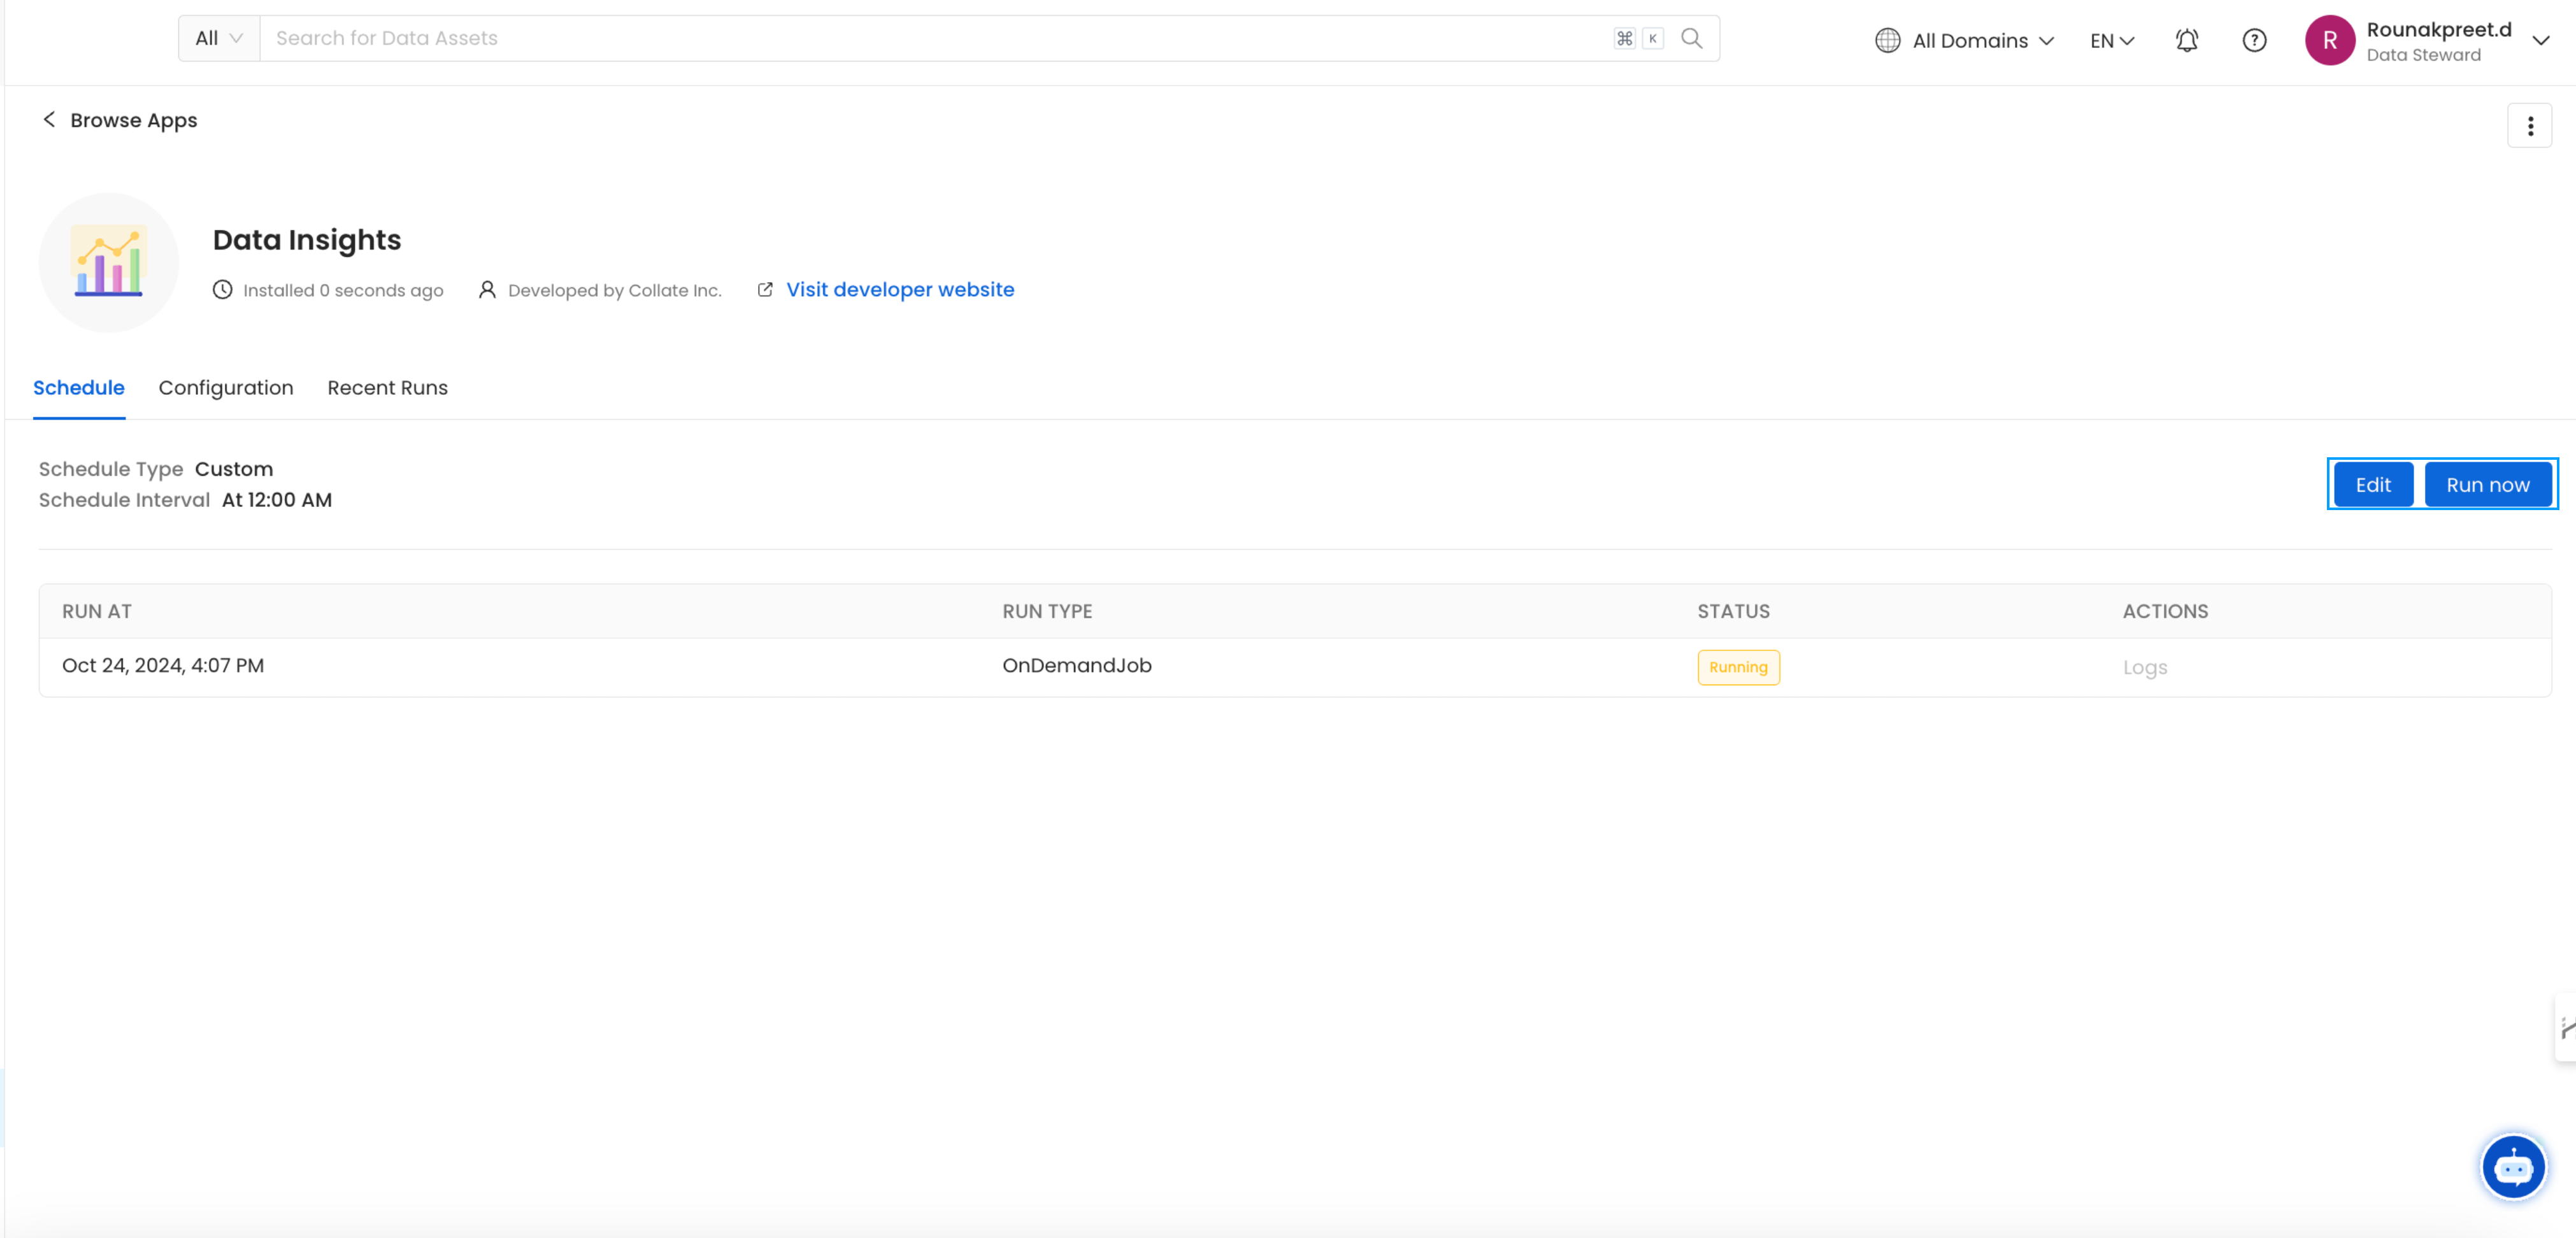 All
Search for Data Assets
⌘ K
All Domains
EN
R
Rounakpreet.d
Data Steward
Browse Apps
Data Insights
Installed 0 seconds ago
Developed by Collate Inc.
Visit developer website
Schedule
Configuration
Recent Runs
Schedule Type Custom
Schedule Interval At 12:00 AM
Edit
Run now
RUN AT RUN TYPE STATUS ACTIONS
Oct 24, 2024, 4:07 PM OnDemandJob Running Logs